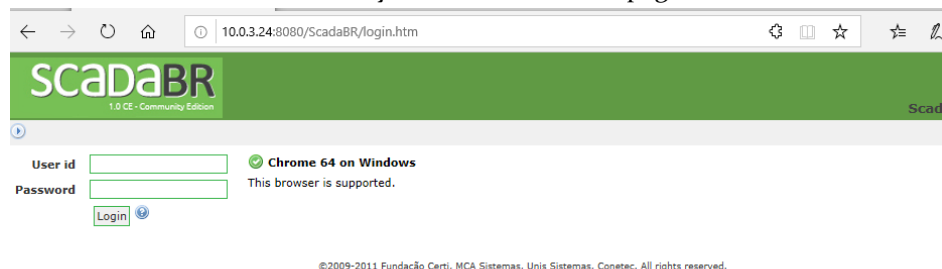 10.0.3.24:8080/ScadaBR/login.htm
scadaBR
1.0 CE - Community Edition
Scad
User id
Chrome 64 on Windows
Password
This browser is supported.
Login
©2009-2011 Fundação Certi, MCA Sistemas, Unis Sistemas, Conetec. All rights reserved.